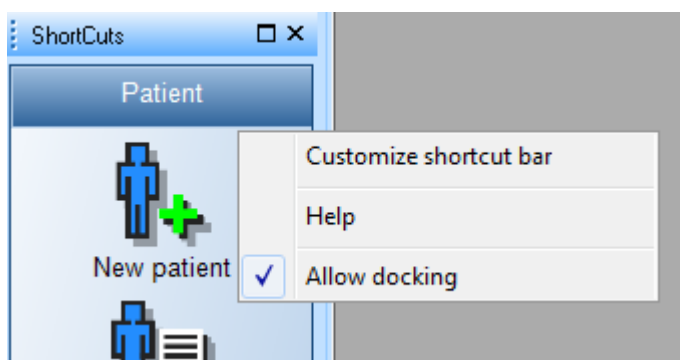 ShortCuts
Patient
Customize shortcut bar
Help
New patient
Allow docking